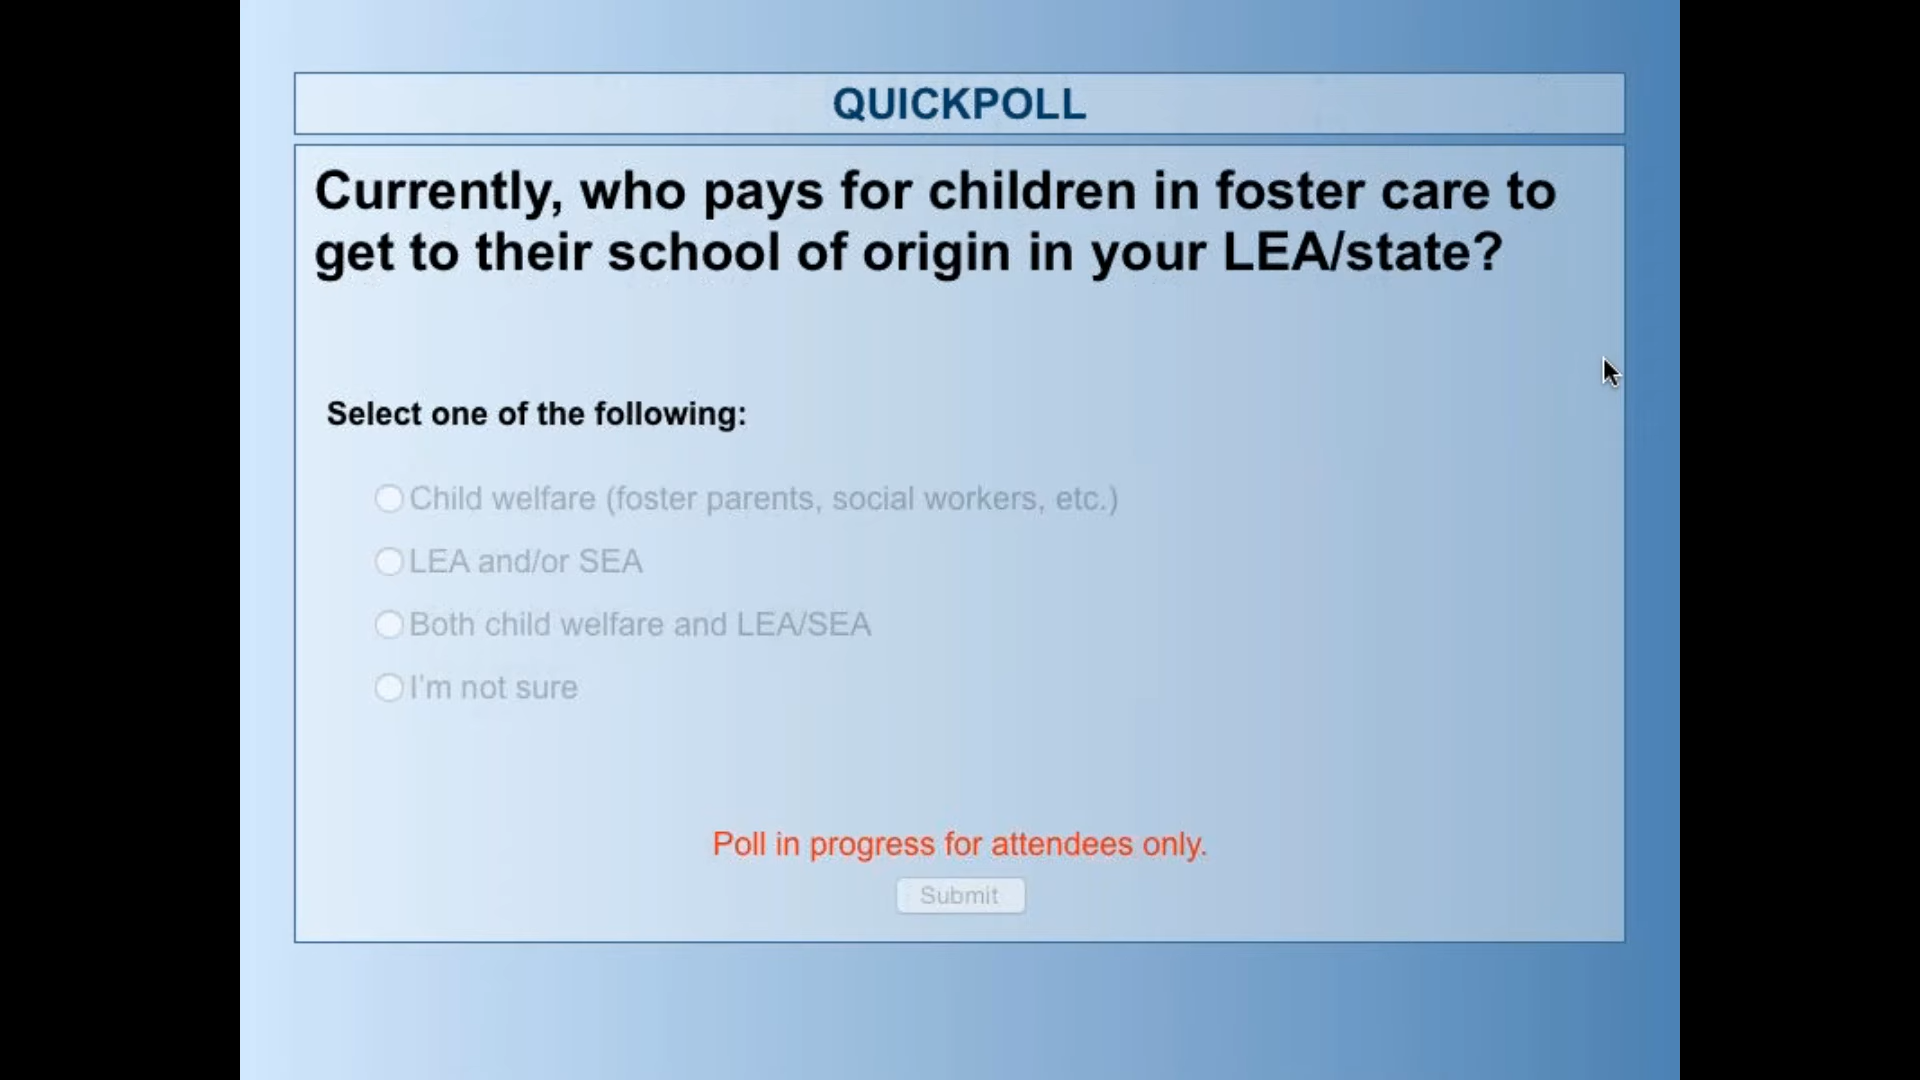 QUICKPOLL
Currently, who pays for children in foster care to
get to their school of origin in your LEA/state?
Select one of the following:
Child welfare (foster parents, social workers, etc.)
LEA and/or SEA
Both child welfare and LEA/SEA
I'm not sure
Poll in progress for attendees only.
Submit